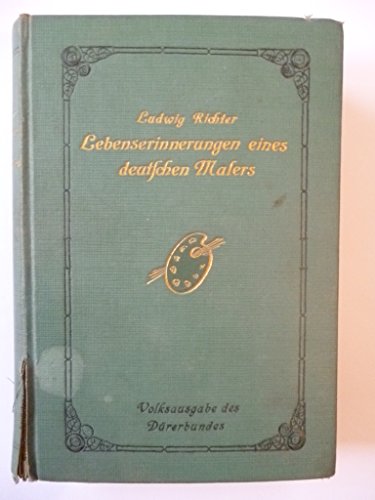 Ludwig Richter
Lebenserinnerungen eines
deutschen Malers
Volksausgabe des
Dürerbundes